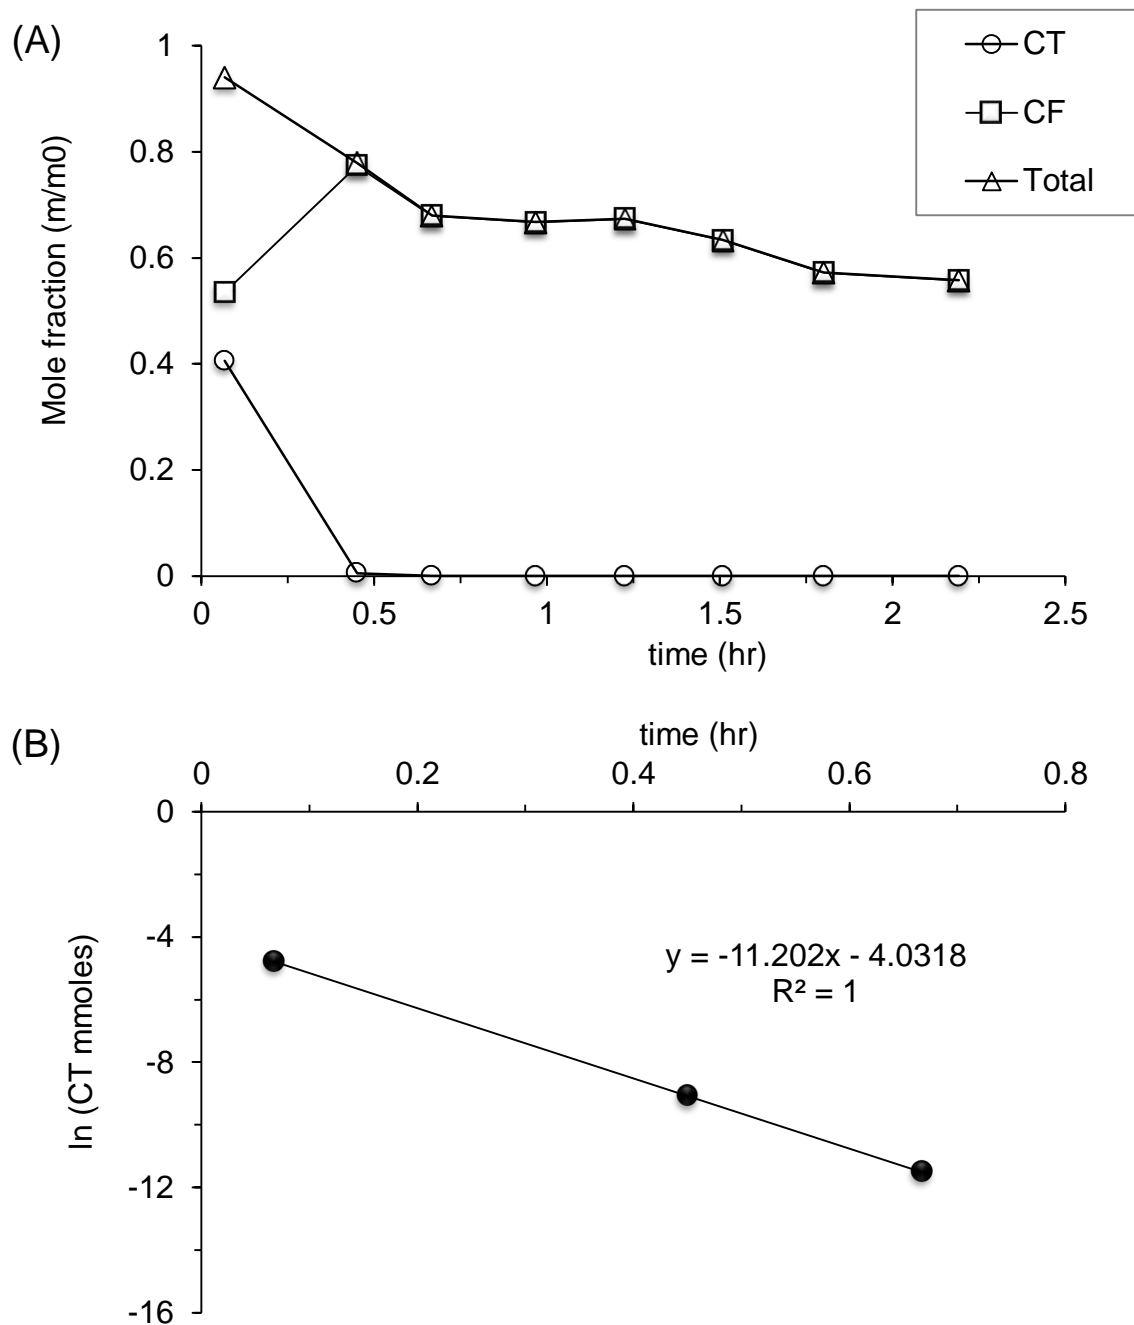 (A)
CT
CF
Total
Mole fraction (m/m0)
1
0.8
0.6
0.4
0.2
0
0 0.5 1 1.5 2 2.5
time (hr)
(B)
time (hr)
0 0.2 0.4 0.6 0.8
0
-4
-8
-12
-16
ln (CT mmoles)
y = -11.202x - 4.0318
R² = 1